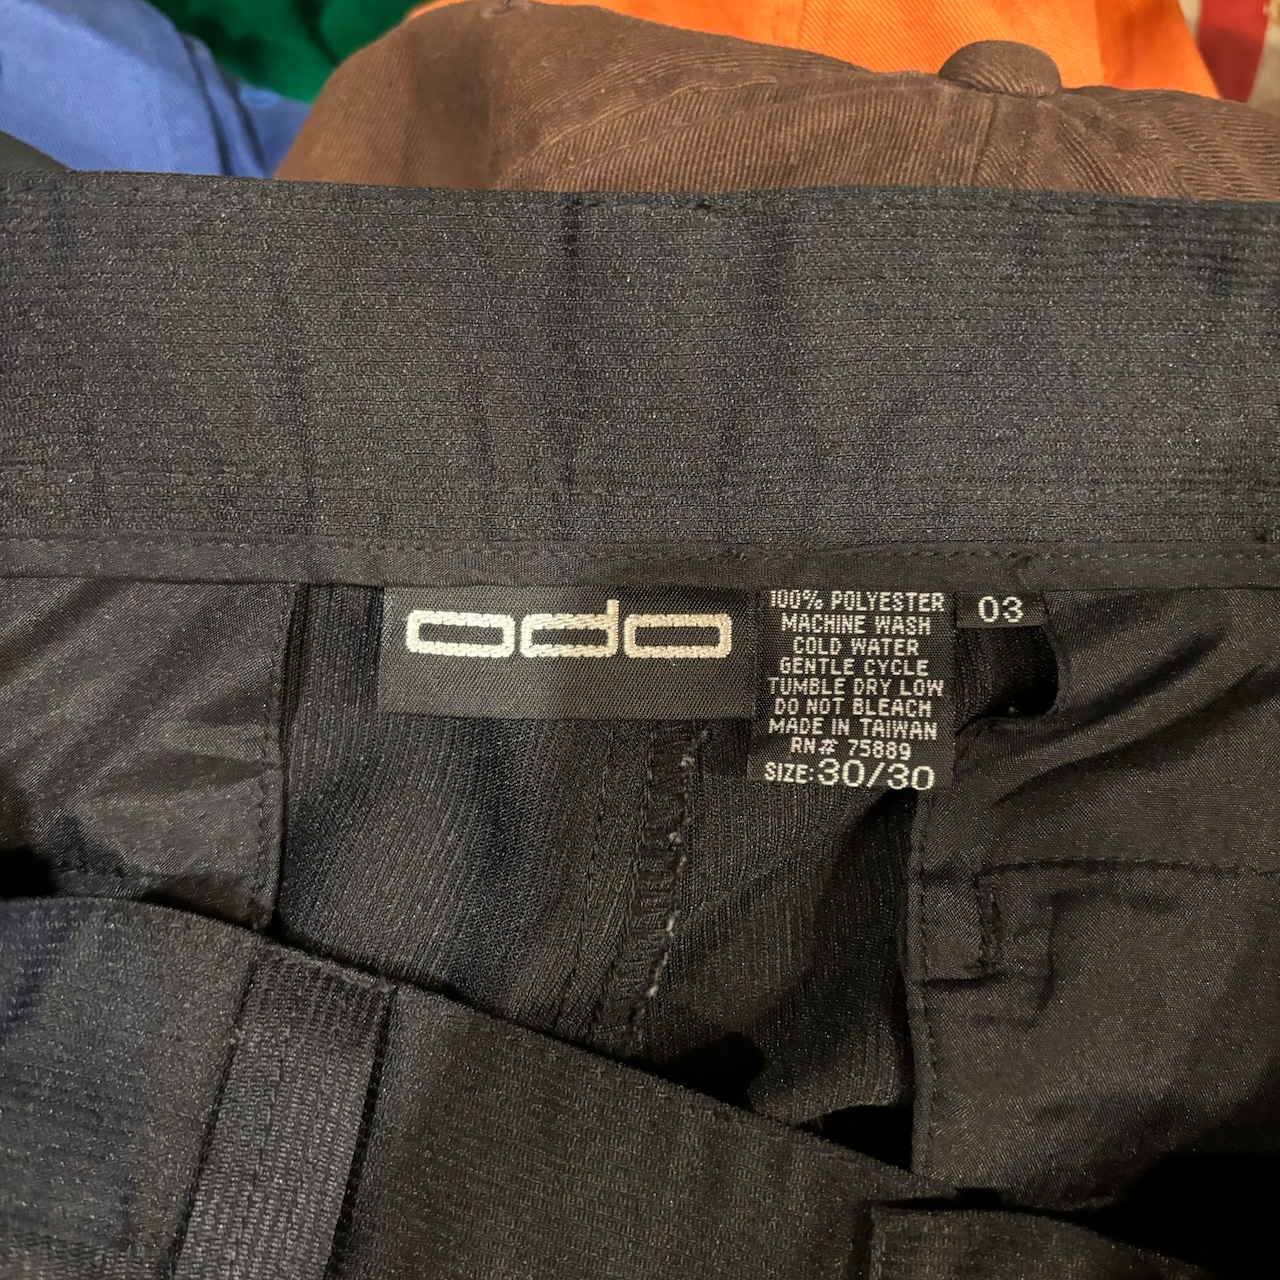 odo
100% POLYESTER
MACHINE WASH
COLD WATER
GENTLE CYCLE
TUMBLE DRY LOW
DO NOT BLEACH
MADE IN TAIWAN
RN# 75889
SIZE: 30/30
03